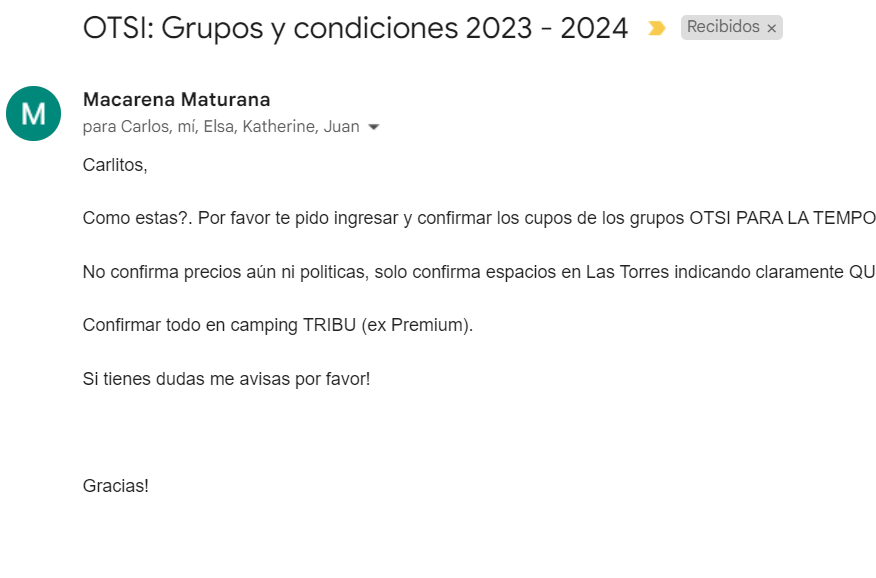 OTSI: Grupos y condiciones 2023 - 2024
Recibidos ×
M
Macarena Maturana
para Carlos, mí, Elsa, Katherine, Juan
Carlitos,
Como estas?. Por favor te pido ingresar y confirmar los cupos de los grupos OTSI PARA LA TEMPO
No confirma precios aún ni politicas, solo confirma espacios en Las Torres indicando claramente QU
Confirmar todo en camping TRIBU (ex Premium).
Si tienes dudas me avisas por favor!
Gracias!